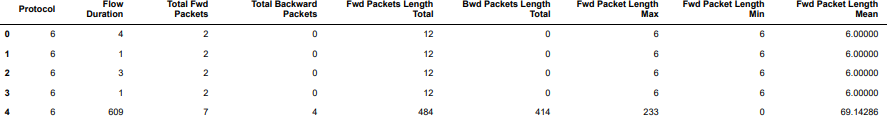 Protocol Flow Duration Total Fwd Packets Total Backward Packets Fwd Packets Length Total Bwd Packets Length Total Fwd Packet Length Max Fwd Packet Length Min Fwd Packet Length Mean
0 6 4 2 0 12 0 6 6 6.00000
1 6 1 2 0 12 0 6 6 6.00000
2 6 3 2 0 12 0 6 6 6.00000
3 6 1 2 0 12 0 6 6 6.00000
4 6 609 7 4 484 414 233 0 69.14286